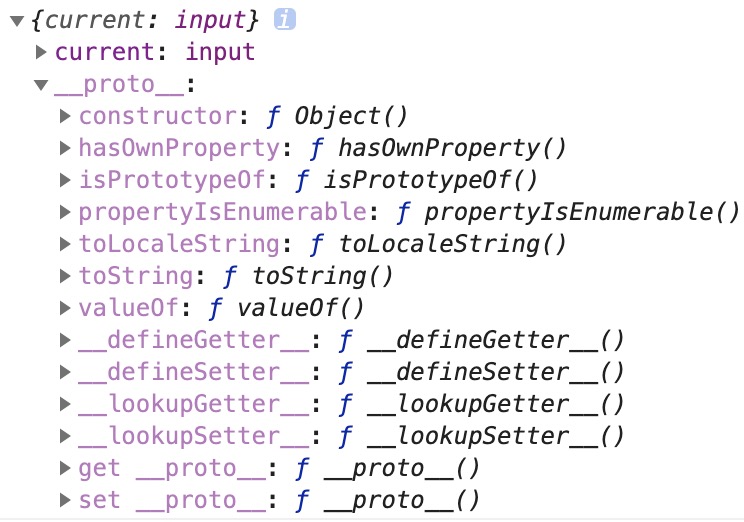 {current: input} i
current: input
__proto__:
constructor: ƒ Object()
hasOwnProperty: ƒ hasOwnProperty()
isPrototypeOf: ƒ isPrototypeOf()
propertyIsEnumerable: ƒ propertyIsEnumerable()
toLocaleString: ƒ toLocaleString()
toString: ƒ toString()
valueOf: ƒ valueOf()
__defineGetter__: ƒ __defineGetter__()
__defineSetter__: ƒ __defineSetter__()
__lookupGetter__: ƒ __lookupGetter__()
__lookupSetter__: ƒ __lookupSetter__()
get __proto__: ƒ __proto__()
set __proto__: ƒ __proto__()